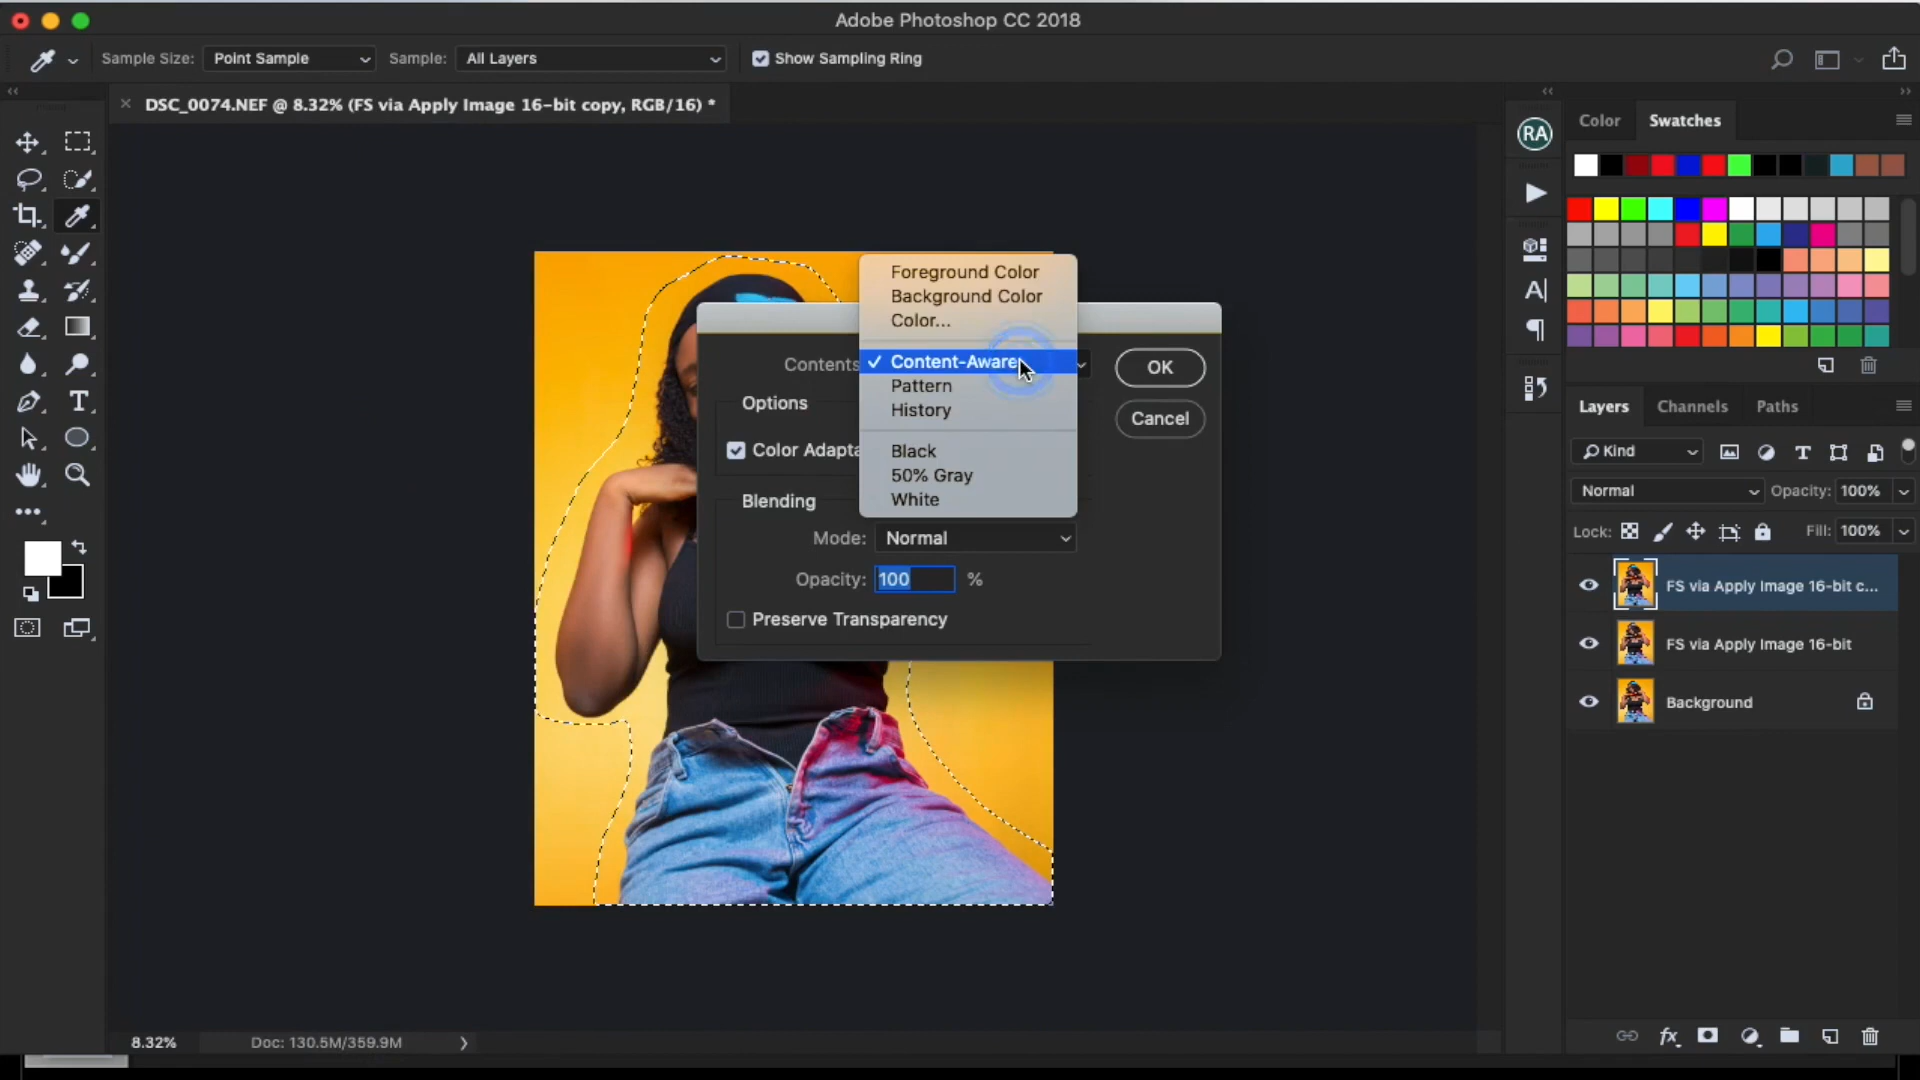 Adobe Photoshop CC 2018
Sample Size: Point Sample Sample: All Layers Show Sampling Ring
DSC_0074.NEF @ 8.32% (FS via Apply Image 16-bit copy, RGB/16) *
RA
Color Swatches
Foreground Color
Background Color
Color...
Contents
Content-Aware
Pattern
History
Black
50% Gray
White
OK
Cancel
Options
Color Adapta
Blending
Mode: Normal
Opacity: 100 %
Preserve Transparency
Layers Channels Paths
Kind
Normal Opacity: 100%
Lock: Fill: 100%
FS via Apply Image 16-bit c...
FS via Apply Image 16-bit
Background
fx
8.32% Doc: 130.5M/359.9M